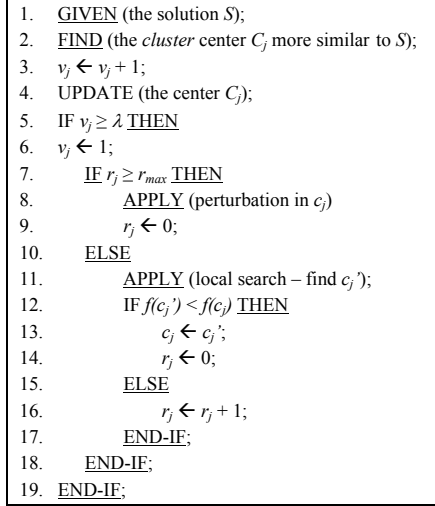 1. GIVEN (the solution S);
2. FIND (the cluster center Cj more similar to S);
3. vj ← vj + 1;
4. UPDATE (the center Cj);
5. IF vj ≥ λ THEN
6. vj ← 1;
7. IF rj ≥ rmax THEN
8. APPLY (perturbation in cj)
9. rj ← 0;
10. ELSE
11. APPLY (local search – find cj’);
12. IF f(cj’) < f(cj) THEN
13. cj ← cj’;
14. rj ← 0;
15. ELSE
16. rj ← rj + 1;
17. END-IF;
18. END-IF;
19. END-IF;